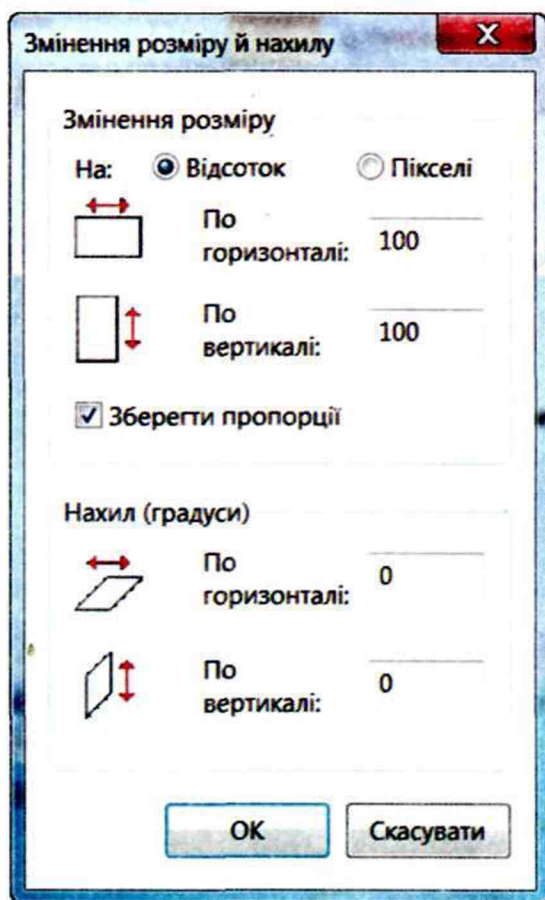 Змінення розміру й нахилу
Змінення розміру
На: Відсоток Пікселі
По
горизонталі: 100
По
вертикалі: 100
Зберегти пропорції
Нахил (градуси)
По
горизонталі: 0
По
вертикалі: 0
ОК Скасувати